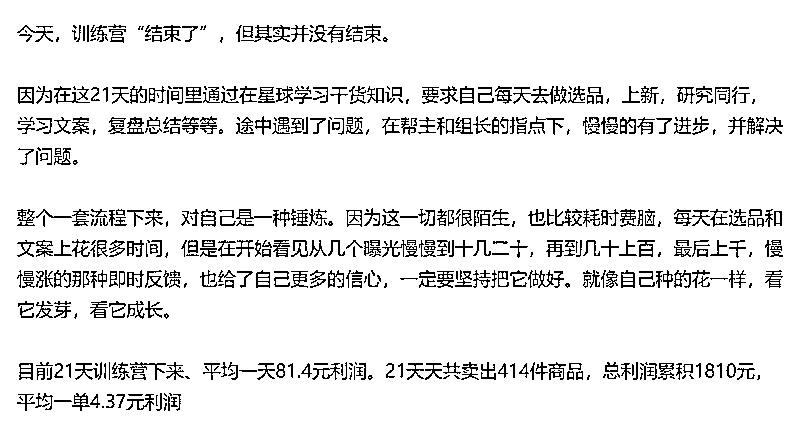 今天，训练营“结束了”，但其实并没有结束。
因为在这21天的时间里通过在星球学习干货知识，要求自己每天去做选品，上新，研究同行，
学习文案，复盘总结等等。途中遇到了问题，在帮主和组长的指点下，慢慢的有了进步，并解决
了问题。
整个一套流程下来，对自己是一种锤炼。因为这一切都很陌生，也比较耗时费脑，每天在选品和
文案上花很多时间，但是在开始看见从几个曝光慢慢到十几二十，再到几十上百，最后上千，慢
慢涨的那种即时反馈，也给了自己更多的信心，一定要坚持把它做好。就像自己种的花一样，看
它发芽，看它成长。
目前21天训练营下来、平均一天81.4元利润。21天天共卖出414件商品，总利润累积1810元，
平均一单4.37元利润